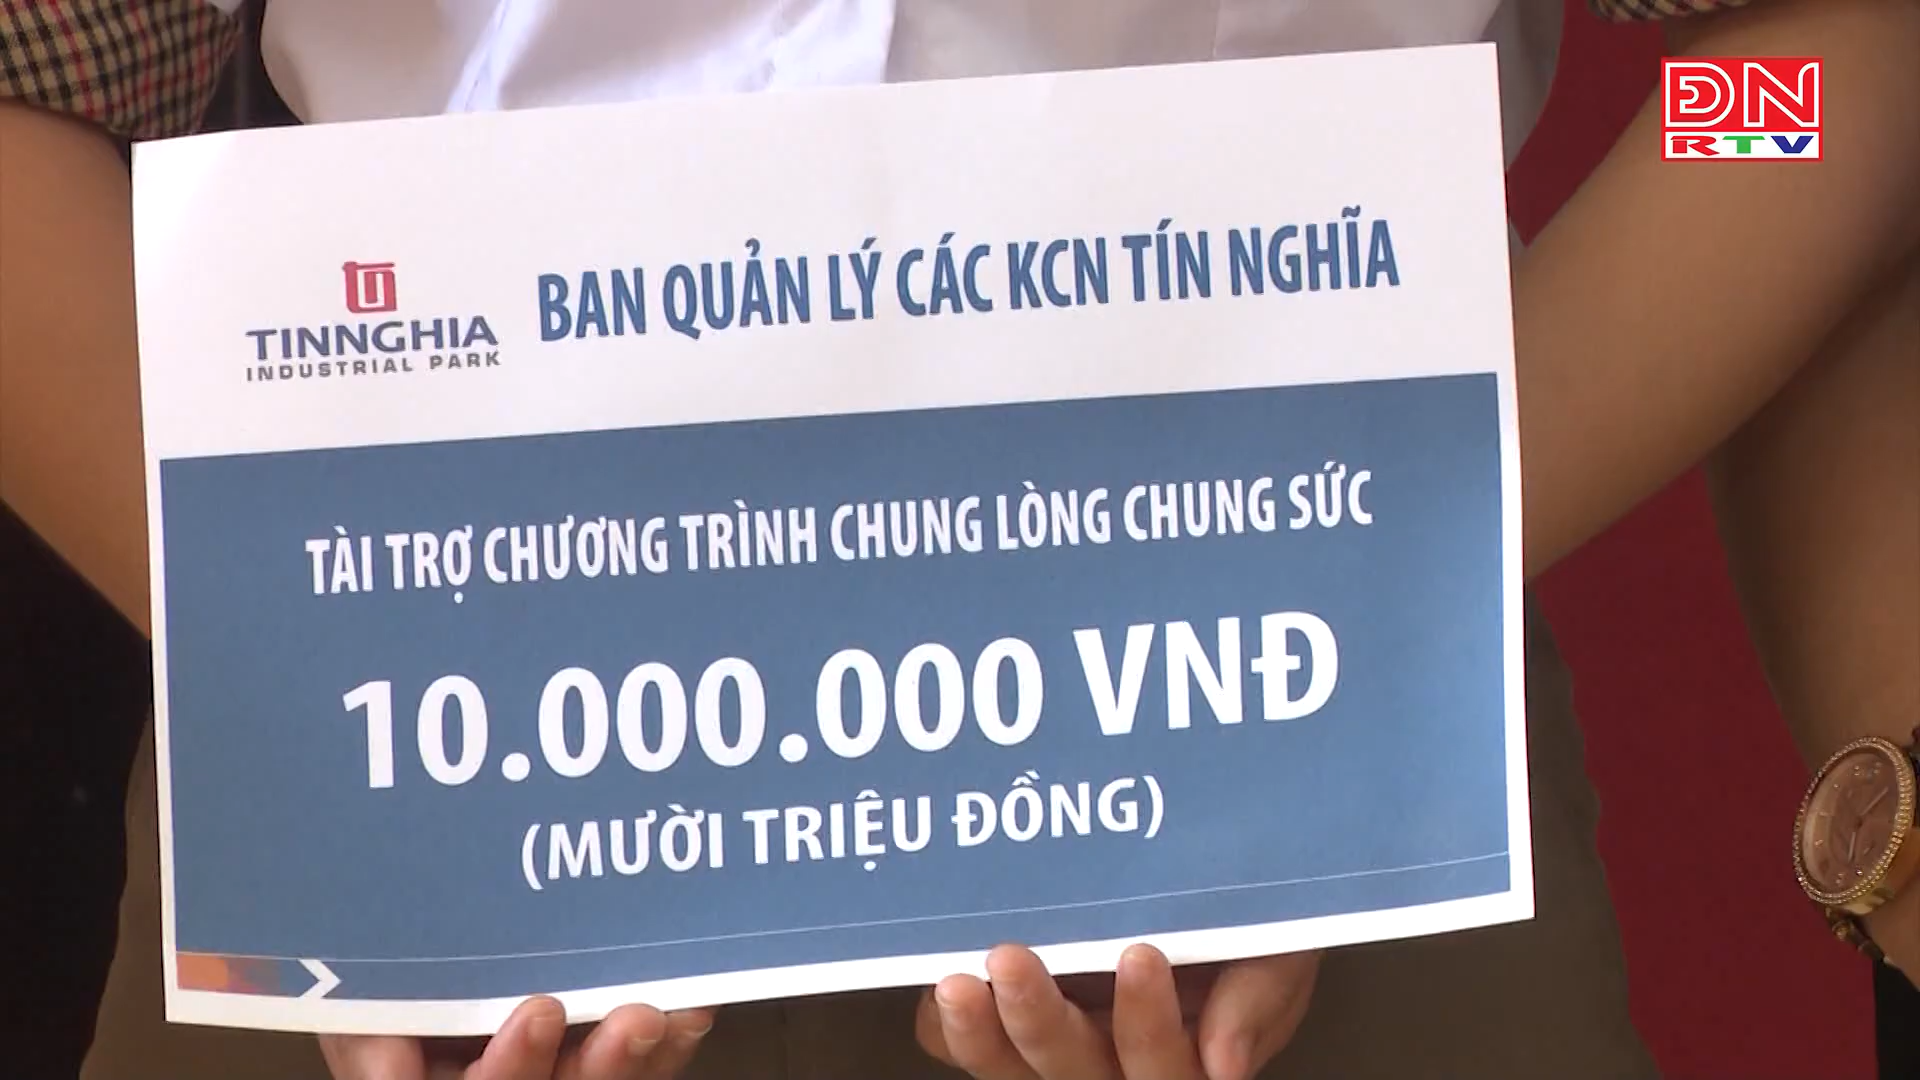 ĐN
RTV
TINNGHIA
INDUSTRIAL PARK
BAN QUẢN LÝ CÁC KCN TÍN NGHĨA
TÀI TRỢ CHƯƠNG TRÌNH CHUNG LÒNG CHUNG SỨC
10.000.000 VNĐ
(MƯỜI TRIỆU ĐỒNG)